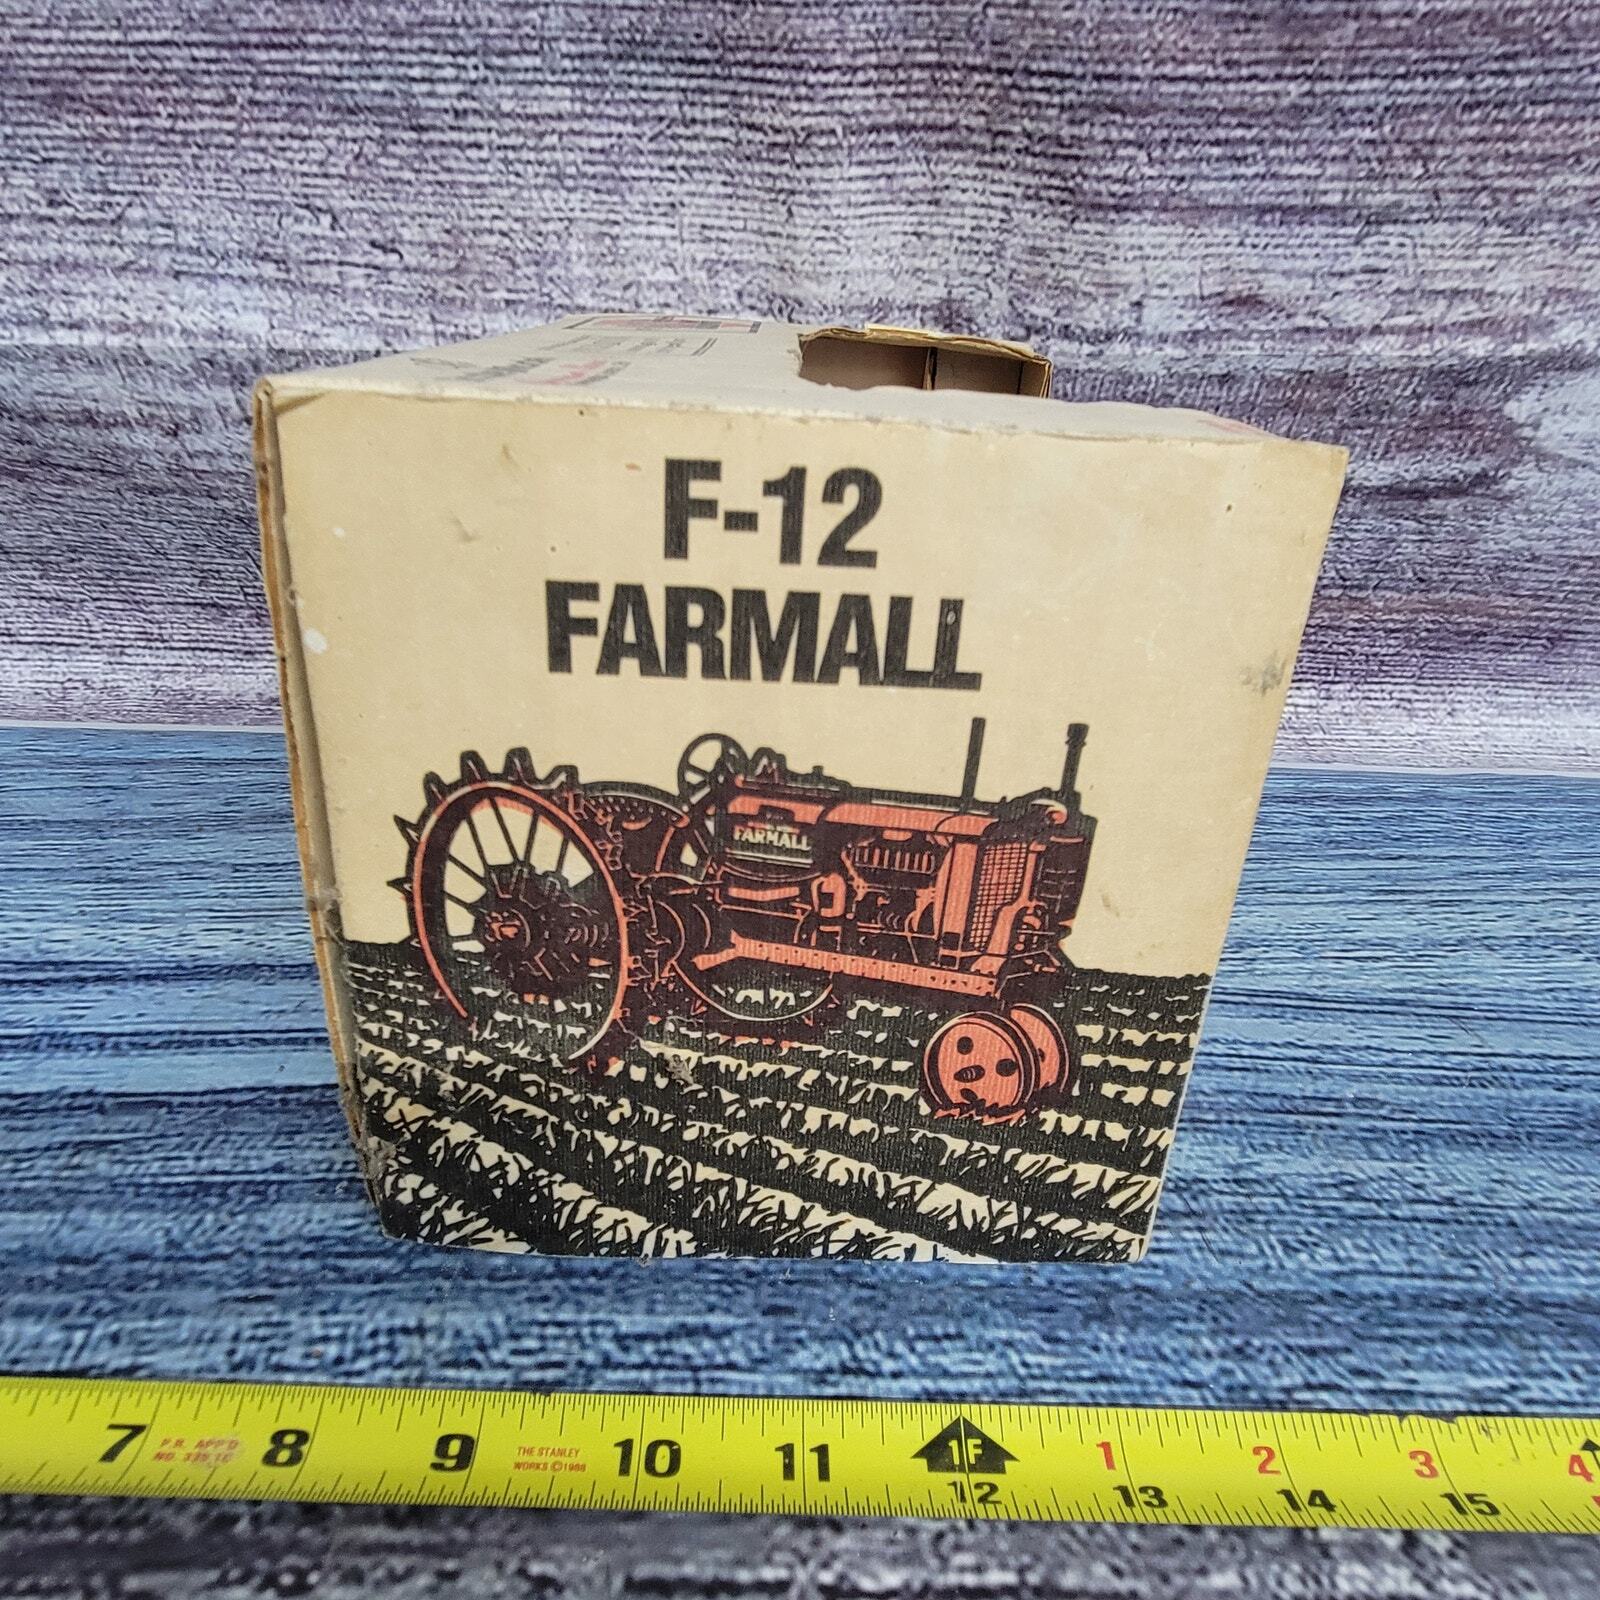 F-12
FARMALL
FARMALL
7 8 9 10 11 1F 1 2 3 4
P.R. APP'D
THE STANLEY
WORKS ©1988
12 13 14 15